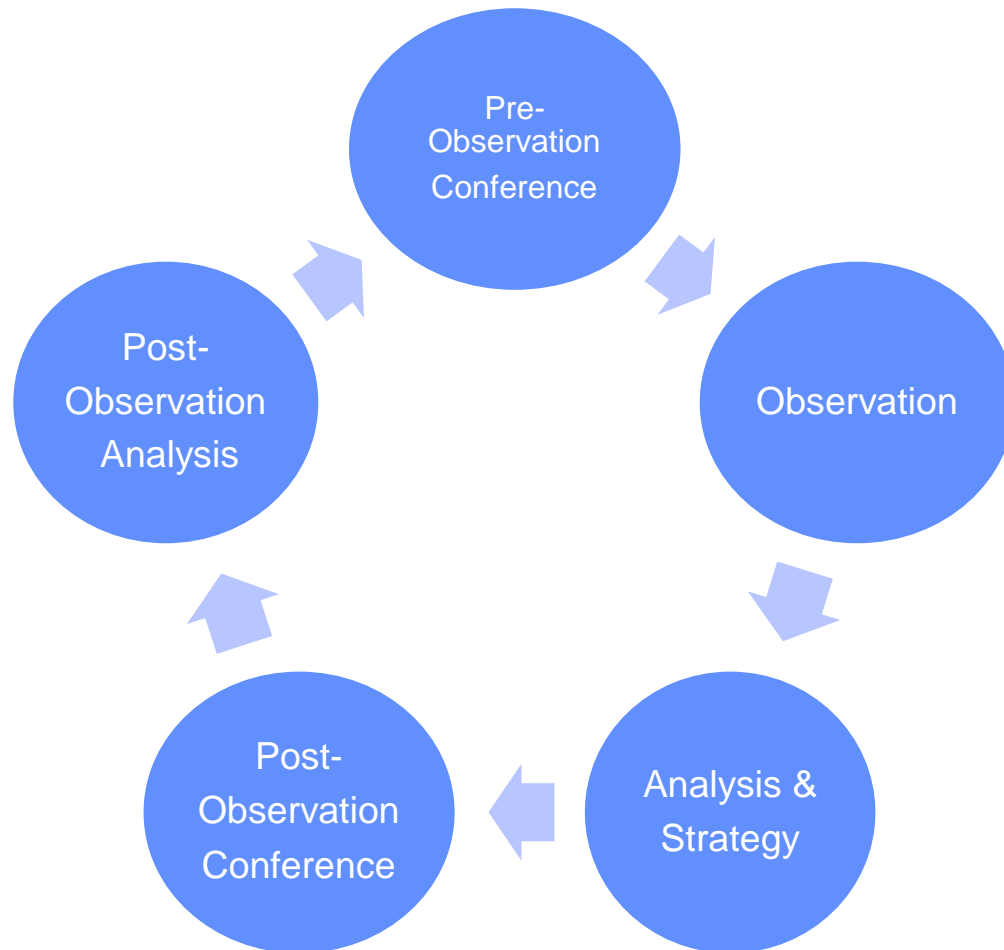 Pre-
Observation
Conference
Observation
Analysis &
Strategy
Post-
Observation
Conference
Post-
Observation
Analysis